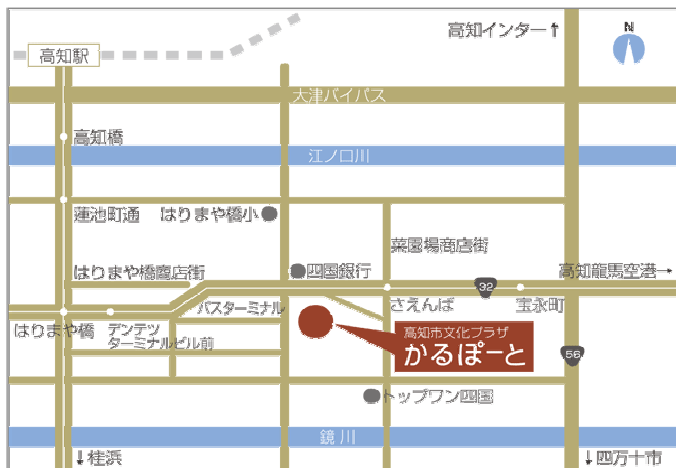 高知インター↑
N
高知駅
大津バイパス
高知橋
江ノ口川
蓮池町通
はりまや橋小
菜園場商店街
はりまや橋商店街
四国銀行
高知龍馬空港→
32
バスターミナル
さえんば
宝永町
はりまや橋
デンテツ
ターミナルビル前
高知市文化プラザ
かるぽーと
56
トップワン四国
鏡川
↓桂浜
↓四万十市